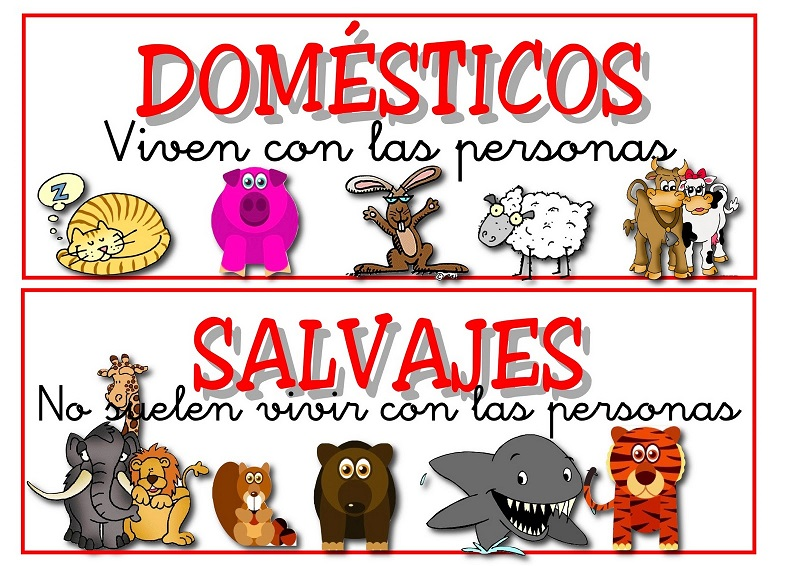 DOMÉSTICOS
Viven con las personas
Z
SALVAJES
No suelen vivir con las personas